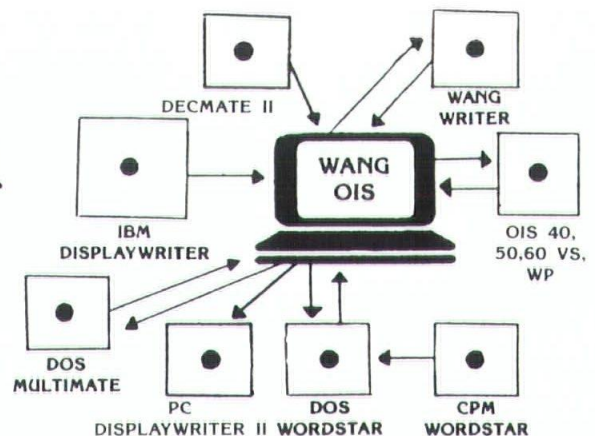 DECMATE II
WANG
WRITER
WANG
OIS
IBM
DISPLAYWRITER
OIS 40,
50,60 VS,
WP
DOS
MULTIMATE
PC
DISPLAYWRITER II
DOS
WORDSTAR
CPM
WORDSTAR